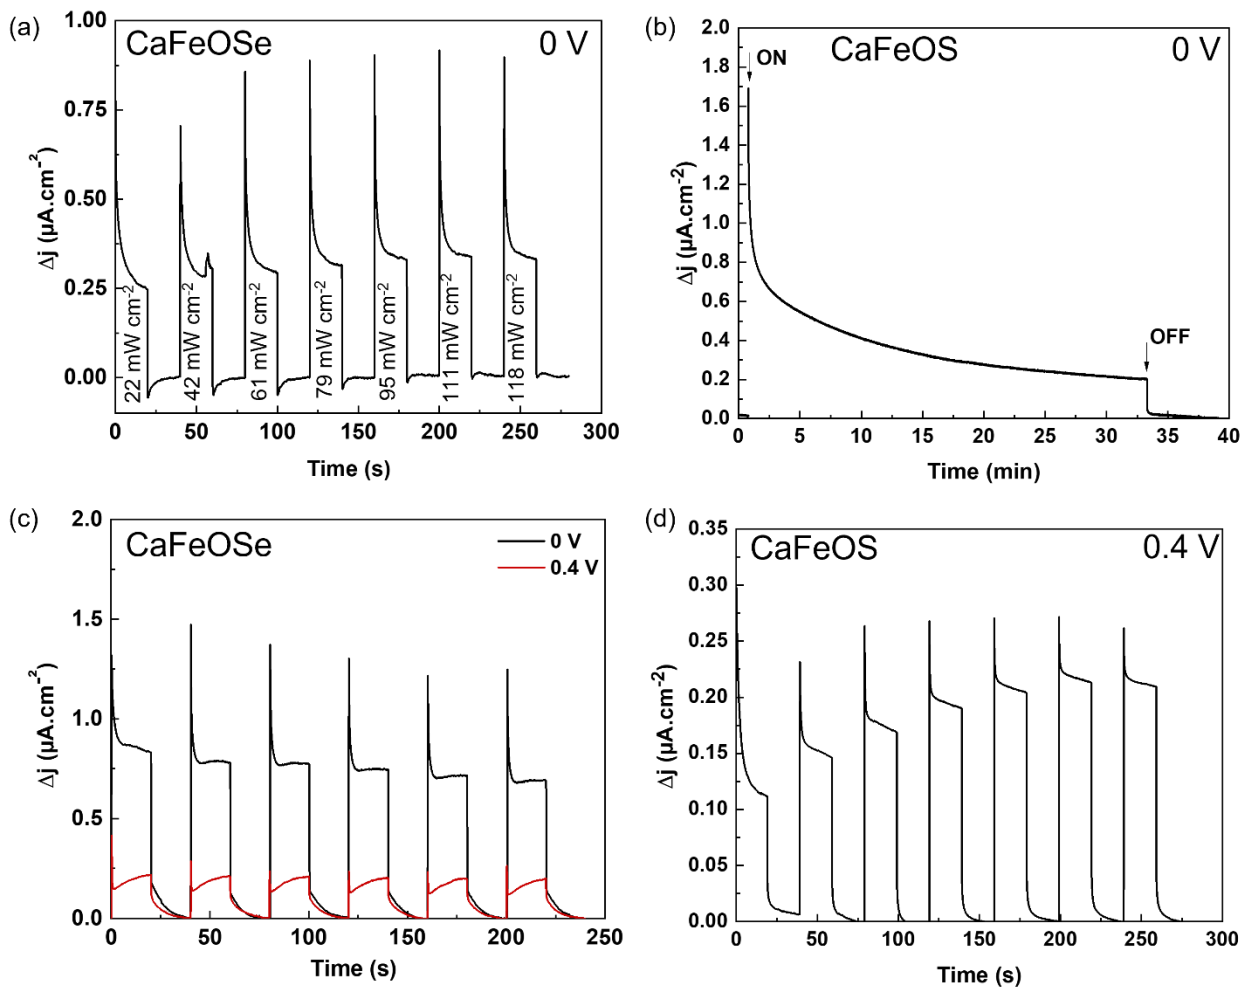 (a)
CaFeOSe
0 V
1.00
0.75
0.50
0.25
0.00
Δj (µA.cm⁻²)
22 mW cm⁻²
42 mW cm⁻²
61 mW cm⁻²
79 mW cm⁻²
95 mW cm⁻²
111 mW cm⁻²
118 mW cm⁻²
0 50 100 150 200 250 300
Time (s)
(b)
CaFeOS
0 V
ON
OFF
2.0
1.8
1.6
1.4
1.2
1.0
0.8
0.6
0.4
0.2
0.0
Δj (µA.cm⁻²)
0 5 10 15 20 25 30 35 40
Time (min)
(c)
CaFeOSe
0 V
0.4 V
2.0
1.5
1.0
0.5
0.0
Δj (µA.cm⁻²)
0 50 100 150 200 250
Time (s)
(d)
CaFeOS
0.4 V
0.35
0.30
0.25
0.20
0.15
0.10
0.05
0.00
Δj (µA.cm⁻²)
0 50 100 150 200 250 300
Time (s)